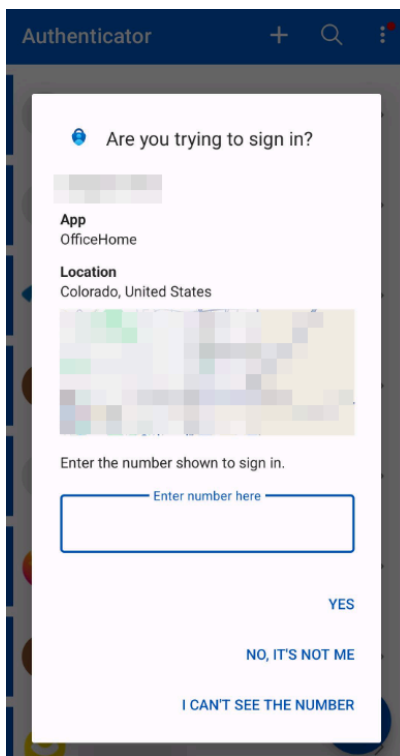 Authenticator
Are you trying to sign in?
App
OfficeHome
Location
Colorado, United States
Enter the number shown to sign in.
Enter number here
YES
NO, IT'S NOT ME
I CAN'T SEE THE NUMBER